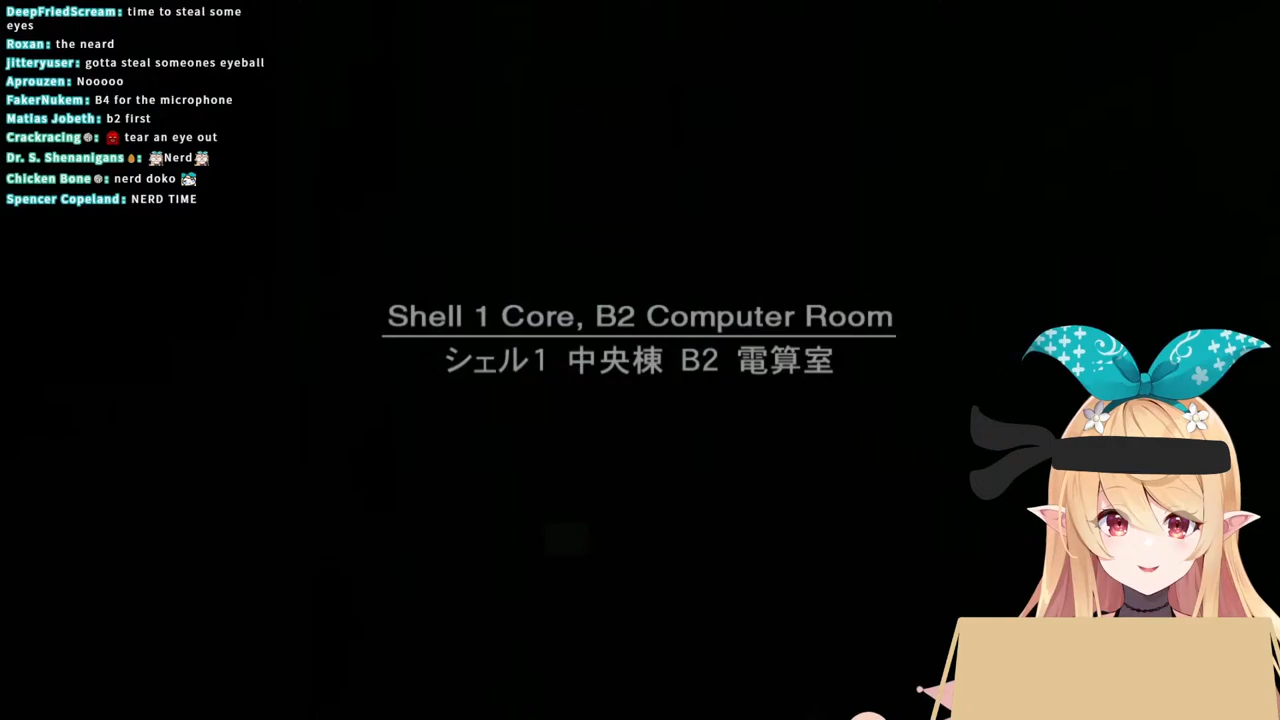 DeepFriedScream: time to steal some
eyes
Roxan: the neard
jitteryuser: gotta steal someones eyeball
Aprouzen: Nooooo
FakerNukem: B4 for the microphone
Matias Jobeth: b2 first
Crackracing: tear an eye out
Dr. S. Shenanigans: Nerd
Chicken Bone: nerd doko
Spencer Copeland: NERD TIME
Shell 1 Core, B2 Computer Room
シェル1 中央棟 B2 電算室